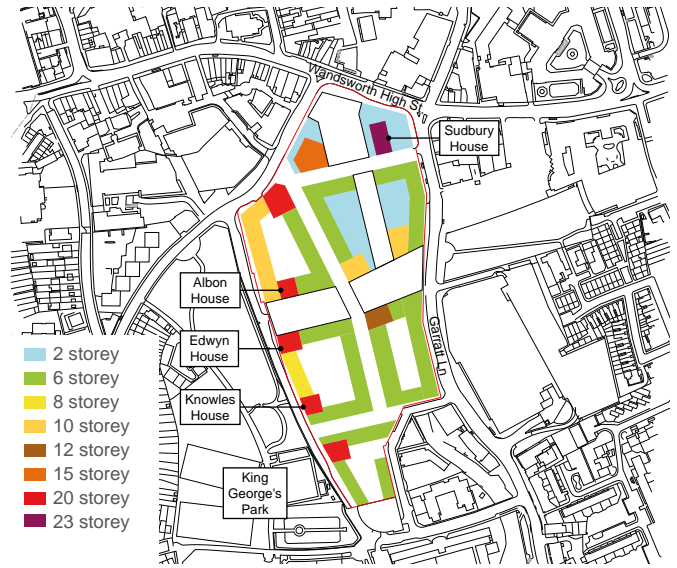 Wandsworth High St
Sudbury
House
Albon
House
Edwyn
House
Knowles
House
King
George's
Park
Garratt Ln
2 storey
6 storey
8 storey
10 storey
12 storey
15 storey
20 storey
23 storey